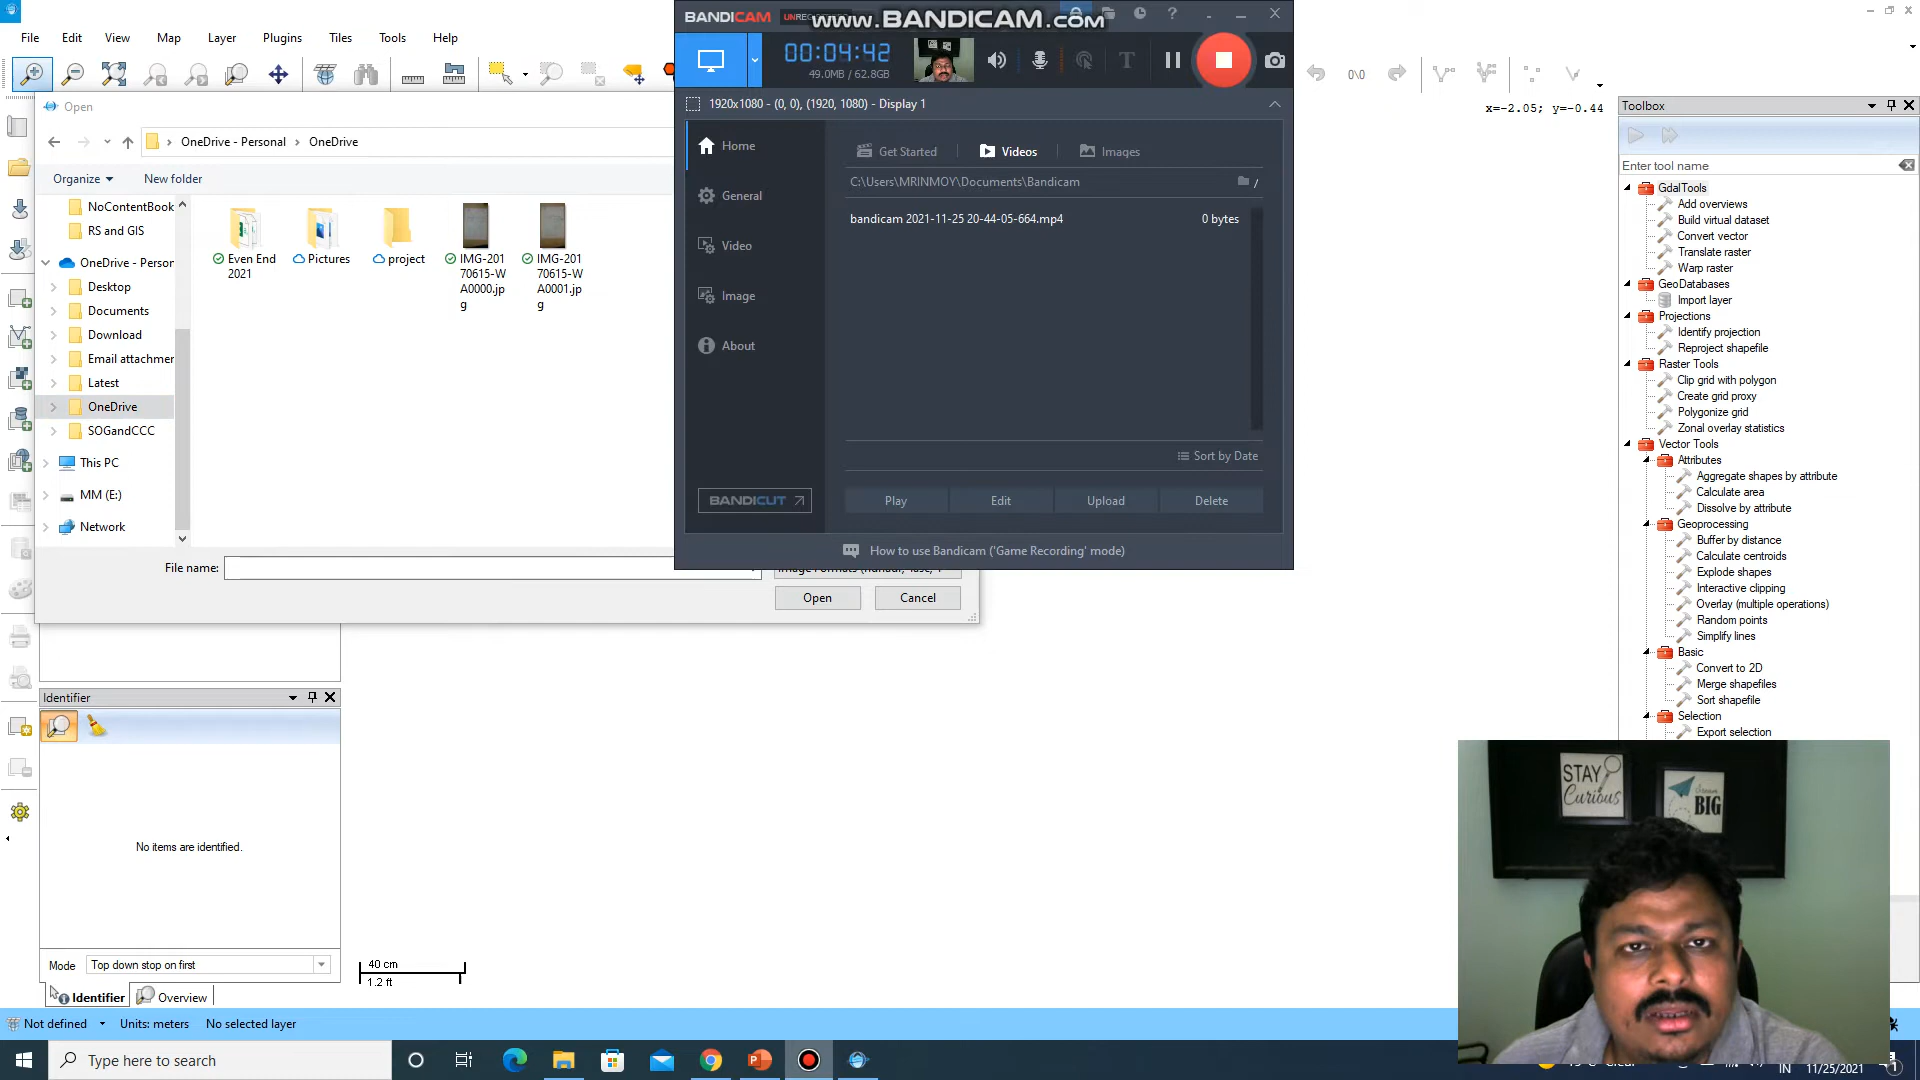 File Edit View Map Layer Plugins Tiles Tools Help
BANDICAM
www.BANDICAM.com
00:04:42
49.0MB / 62.8GB
0\0
Open
1920x1080 - (0, 0), (1920, 1080) - Display 1
x=-2.05; y=-0.44
Toolbox
OneDrive - Personal > OneDrive
Home
Get Started
Videos
Images
Enter tool name
Organize
New folder
C:\Users\MRINMOY\Documents\Bandicam
/
General
bandicam 2021-11-25 20-44-05-664.mp4
0 bytes
Video
Image
About
NoContentBook
RS and GIS
OneDrive - Person
Desktop
Documents
Download
Email attachmer
Latest
OneDrive
SOGandCCC
This PC
MM (E:)
Network
Even End
2021
Pictures
project
IMG-201
70615-W
A0000.jp
g
IMG-201
70615-W
A0001.jp
g
Sort by Date
BANDICUT
Play
Edit
Upload
Delete
How to use Bandicam ('Game Recording' mode)
File name:
Open
Cancel
GdalTools
Add overviews
Build virtual dataset
Convert vector
Translate raster
Warp raster
GeoDatabases
Import layer
Projections
Identify projection
Reproject shapefile
Raster Tools
Clip grid with polygon
Create grid proxy
Polygonize grid
Zonal overlay statistics
Vector Tools
Attributes
Aggregate shapes by attribute
Calculate area
Dissolve by attribute
Geoprocessing
Buffer by distance
Calculate centroids
Explode shapes
Interactive clipping
Overlay (multiple operations)
Random points
Simplify lines
Basic
Convert to 2D
Merge shapefiles
Sort shapefile
Selection
Export selection
Identifier
No items are identified.
Mode
Top down stop on first
Identifier
Overview
40 cm
1.2 ft
STAY
Curious
BIG
Not defined
Units: meters
No selected layer
Type here to search
IN
11/25/2021